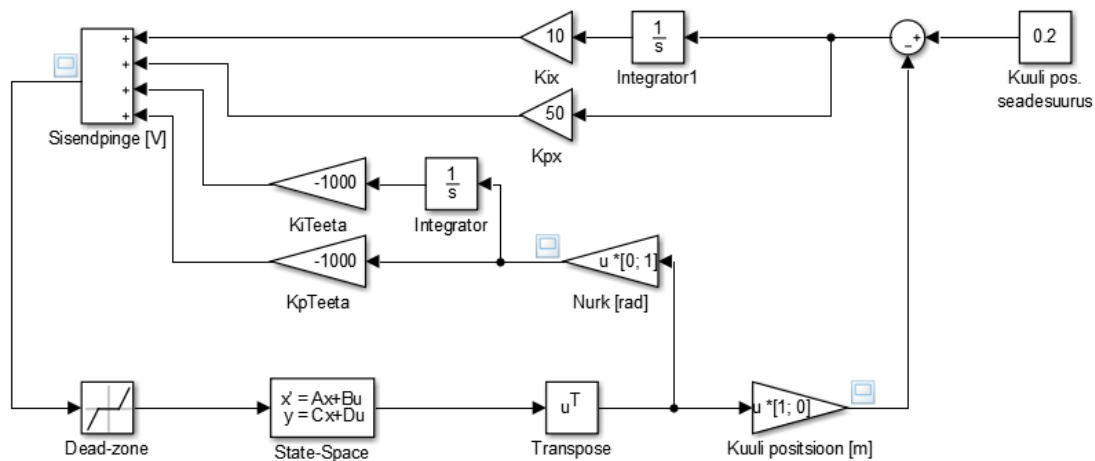 +
+
+
+
Sisendpinge [V]
10
Kix
1
s
Integrator1
+
−
0.2
Kuuli pos.
seadesuurus
50
Kpx
-1000
KiTeeta
1
s
Integrator
-1000
KpTeeta
u *[0; 1]
Nurk [rad]
Dead-zone
x' = Ax+Bu
y = Cx+Du
State-Space
uT
Transpose
u *[1; 0]
Kuuli positsioon [m]